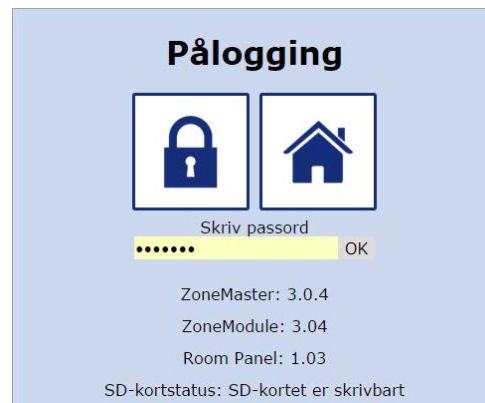 Pålogging
Skriv passord
••••••• OK
ZoneMaster: 3.0.4
ZoneModule: 3.04
Room Panel: 1.03
SD-kortstatus: SD-kortet er skrivbart